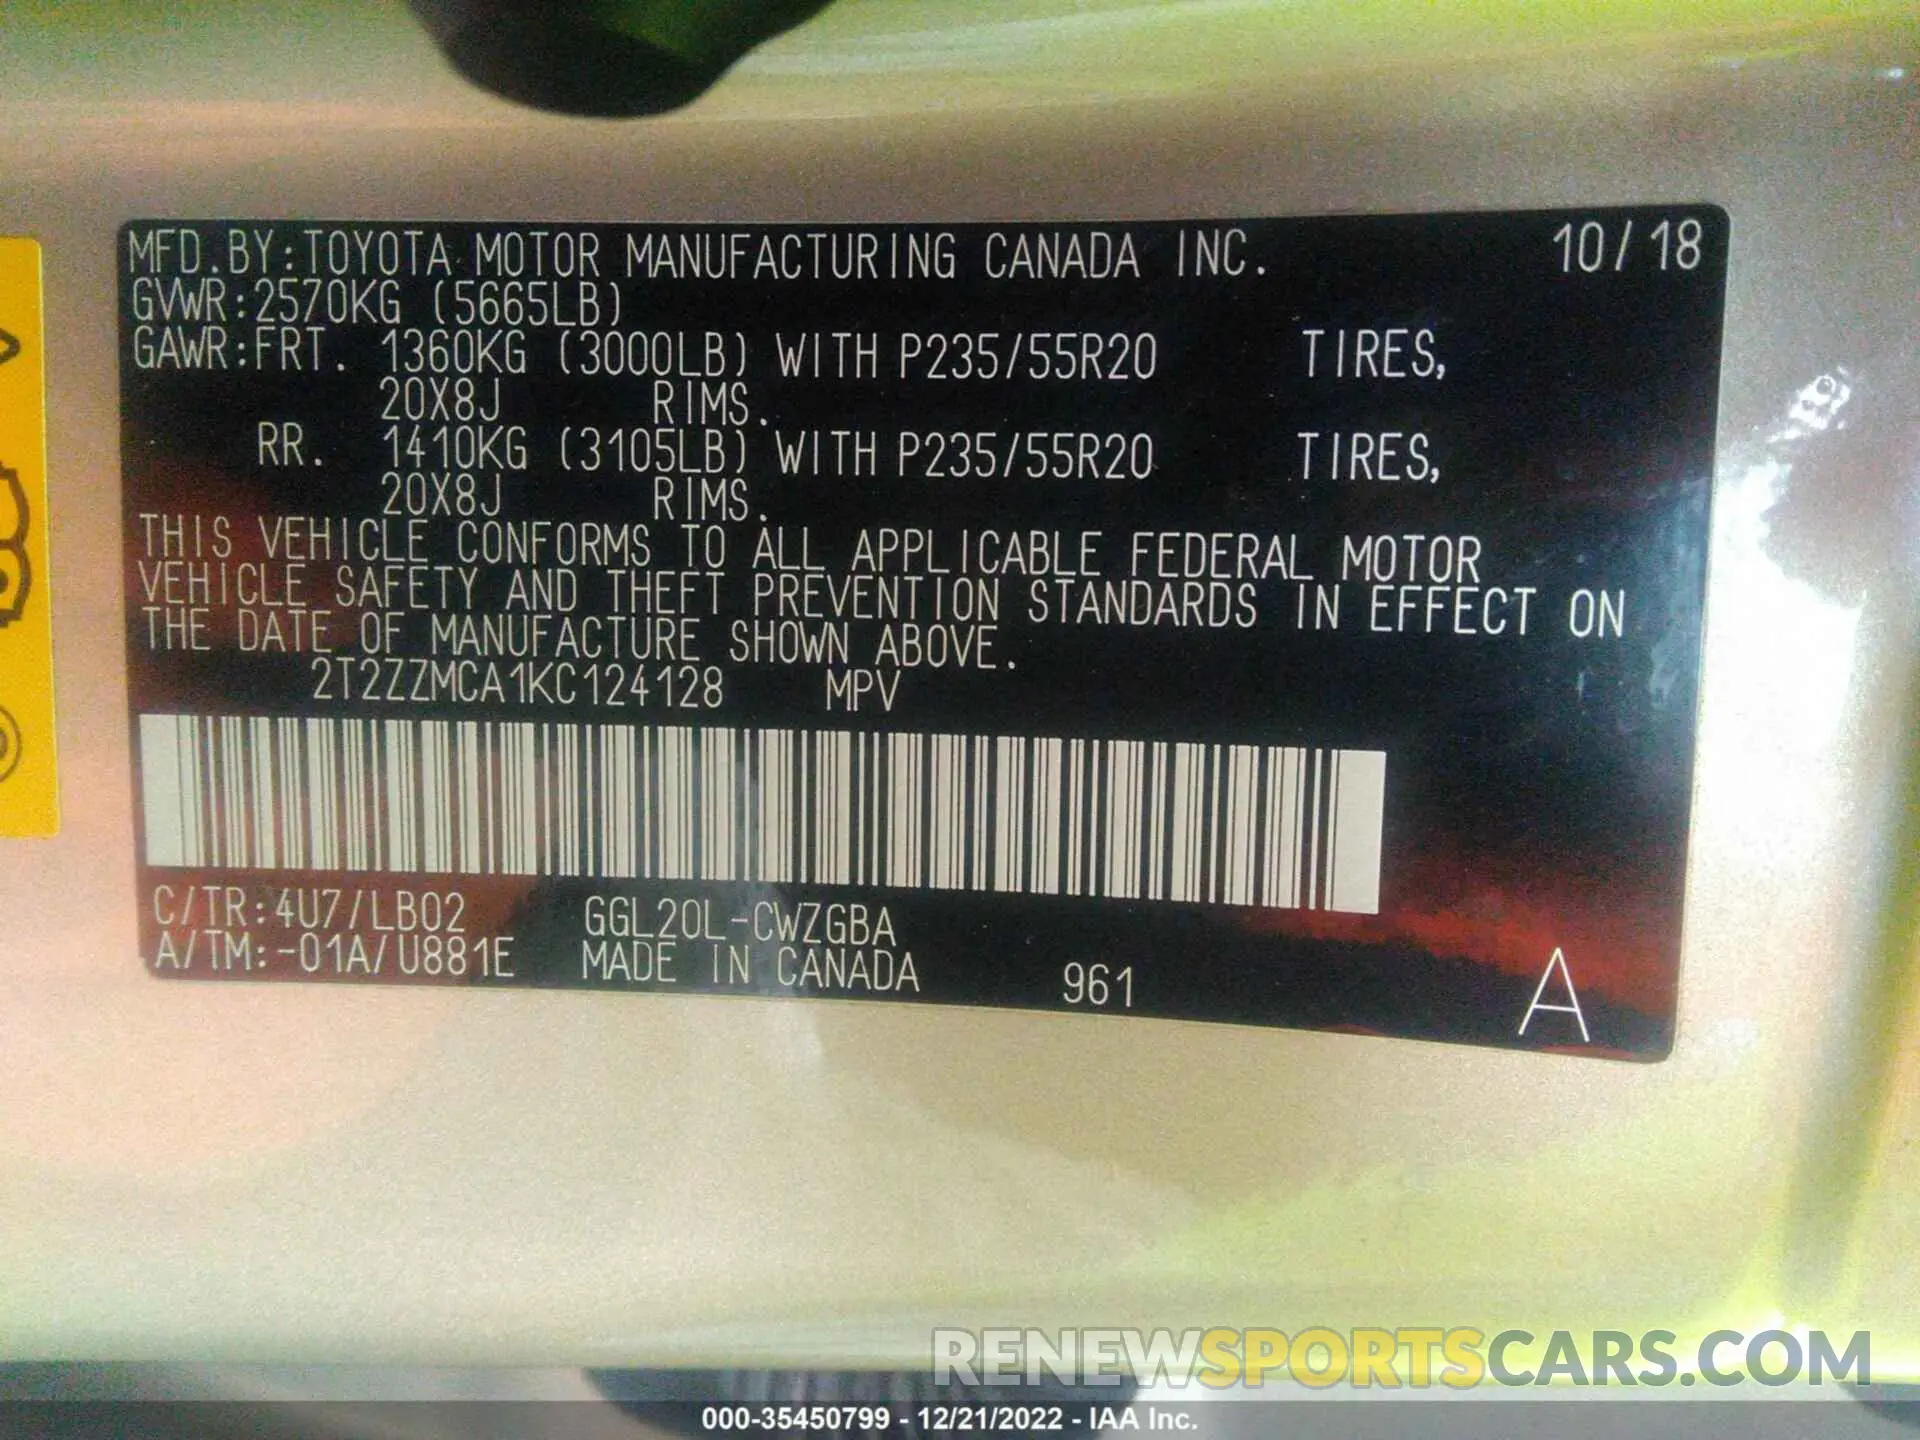 MFD.BY:TOYOTA MOTOR MANUFACTURING CANADA INC. 10/18
GVWR:2570KG (5665LB)
GAWR:FRT. 1360KG (3000LB) WITH P235/55R20 TIRES,
20X8J RIMS.
RR. 1410KG (3105LB) WITH P235/55R20 TIRES,
20X8J RIMS.
THIS VEHICLE CONFORMS TO ALL APPLICABLE FEDERAL MOTOR
VEHICLE SAFETY AND THEFT PREVENTION STANDARDS IN EFFECT ON
THE DATE OF MANUFACTURE SHOWN ABOVE.
2T2ZZMCA1KC124128 MPV
C/TR:4U7/LB02 GGL20L-CWZGBA
A/TM:-01A/U881E MADE IN CANADA 961 A
RENEWSPORTSCARS.COM
000-35450799 - 12/21/2022 - IAA Inc.